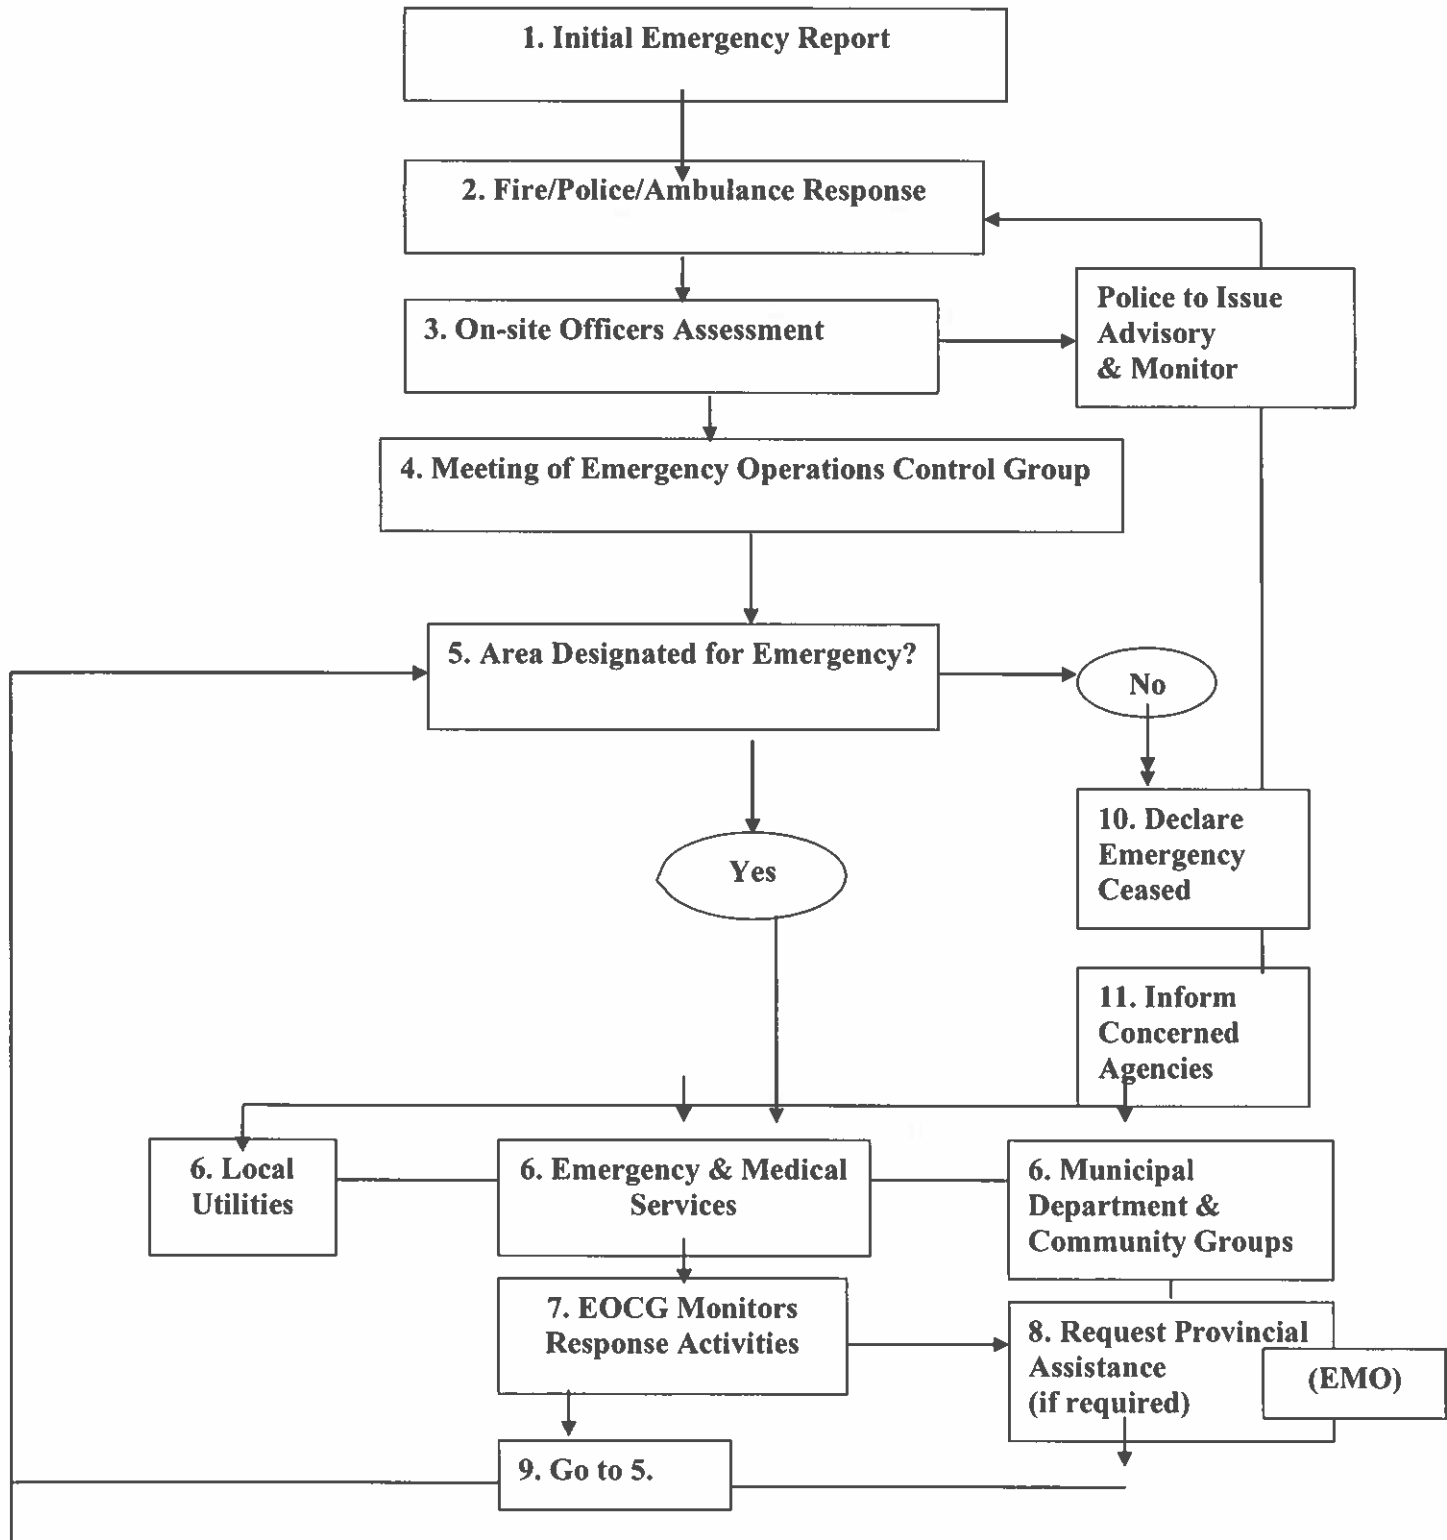 1. Initial Emergency Report
2. Fire/Police/Ambulance Response
Police to Issue
Advisory
& Monitor
3. On-site Officers Assessment
4. Meeting of Emergency Operations Control Group
5. Area Designated for Emergency?
No
Yes
10. Declare
Emergency
Ceased
11. Inform
Concerned
Agencies
6. Local
Utilities
6. Emergency & Medical
Services
6. Municipal
Department &
Community Groups
7. EOCG Monitors
Response Activities
8. Request Provincial
Assistance
(if required)
(EMO)
9. Go to 5.